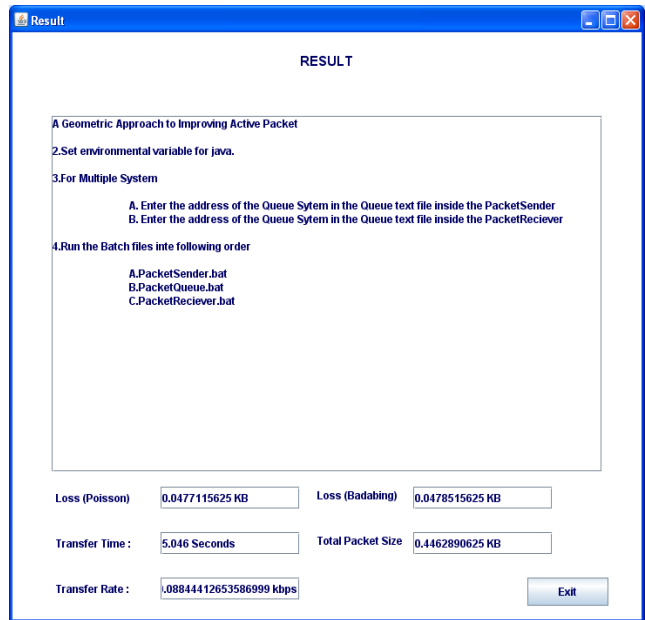 Result
RESULT
A Geometric Approach to Improving Active Packet
2.Set environmental variable for java.
3.For Multiple System
A. Enter the address of the Queue Sytem in the Queue text file inside the PacketSender
B. Enter the address of the Queue Sytem in the Queue text file inside the PacketReciever
4.Run the Batch files inte following order
A.PacketSender.bat
B.PacketQueue.bat
C.PacketReciever.bat
Loss (Poisson) 0.0477115625 KB Loss (Badabing) 0.0478515625 KB
Transfer Time : 5.046 Seconds Total Packet Size 0.4462890625 KB
Transfer Rate : .08844412653586999 kbps Exit